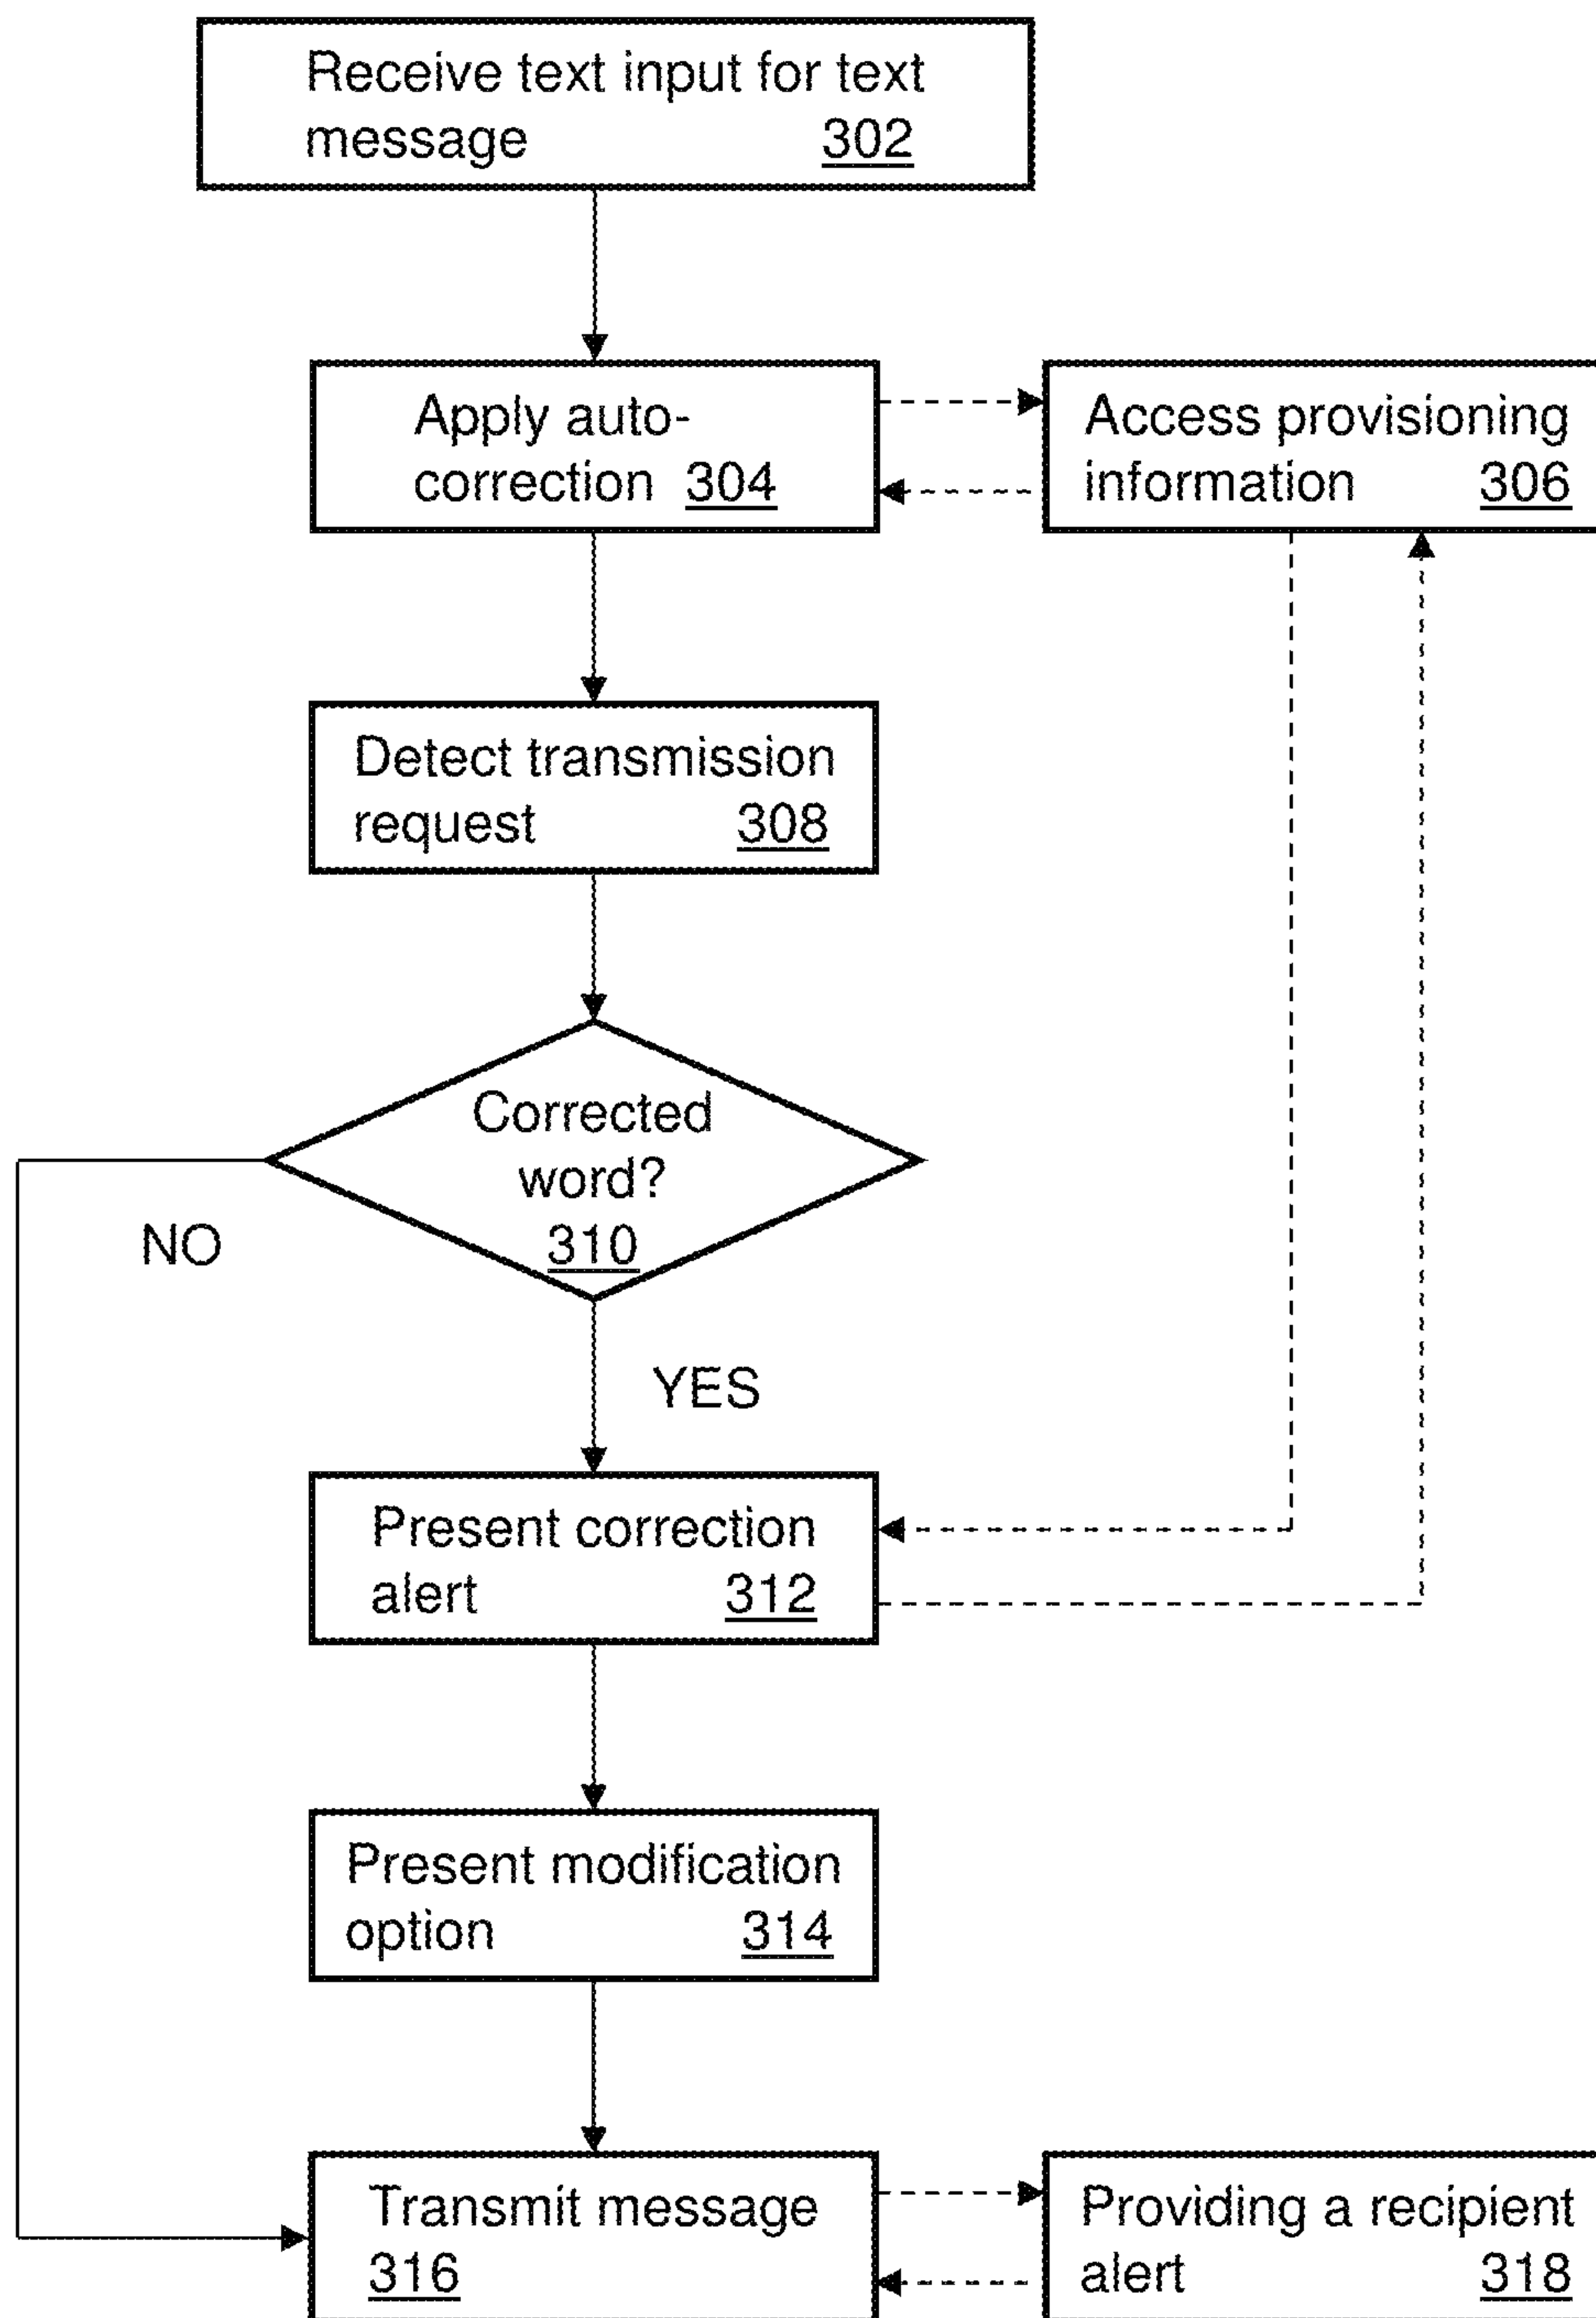 Receive text input for text
message 302
Apply auto-
correction 304
Access provisioning
information 306
Detect transmission
request 308
Corrected
word?
310
NO
YES
Present correction
alert 312
Present modification
option 314
Transmit message
316
Providing a recipient
alert 318